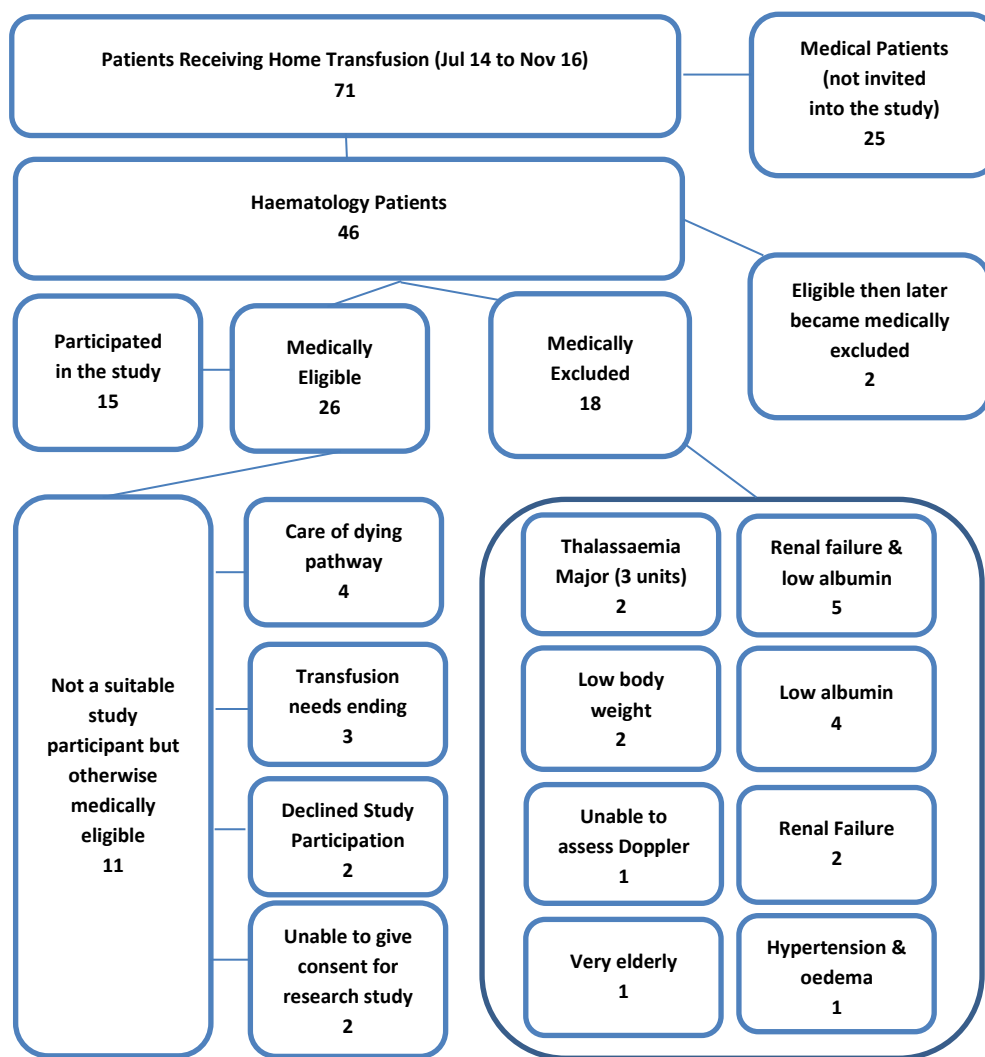 Patients Receiving Home Transfusion (Jul 14 to Nov 16)
71
Medical Patients
(not invited
into the study)
25
Haematology Patients
46
Eligible then later
became medically
excluded
2
Participated
in the study
15
Medically
Eligible
26
Medically
Excluded
18
Not a suitable
study
participant but
otherwise
medically
eligible
11
Care of dying
pathway
4
Transfusion
needs ending
3
Declined Study
Participation
2
Unable to give
consent for
research study
2
Thalassaemia
Major (3 units)
2
Renal failure &
low albumin
5
Low body
weight
2
Low albumin
4
Unable to
assess Doppler
1
Renal Failure
2
Very elderly
1
Hypertension &
oedema
1